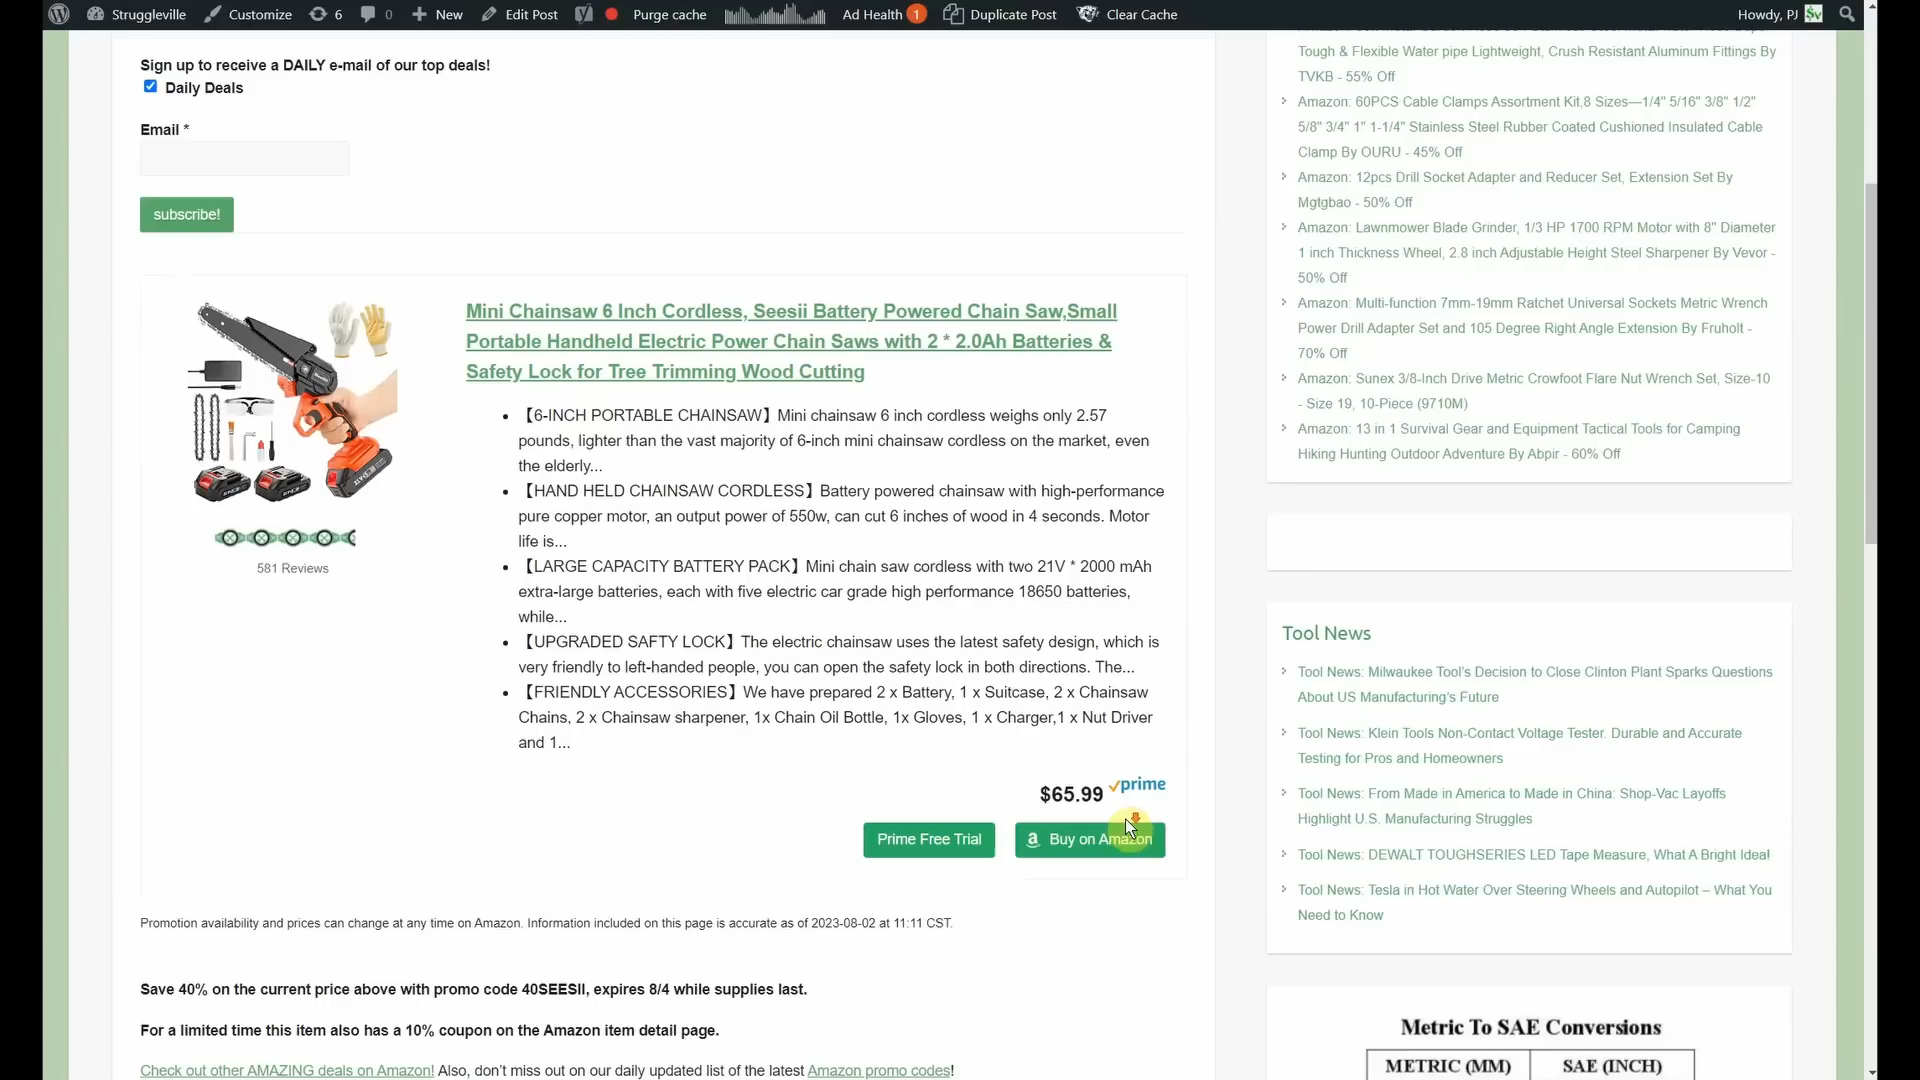 Struggleville Customize 6 0 New Edit Post Purge cache Ad Health 1 Duplicate Post Clear Cache Howdy, PJ
Sign up to receive a DAILY e-mail of our top deals!
Daily Deals
Email *
subscribe!
Mini Chainsaw 6 Inch Cordless, Seesii Battery Powered Chain Saw,Small
Portable Handheld Electric Power Chain Saws with 2 * 2.0Ah Batteries &
Safety Lock for Tree Trimming Wood Cutting
581 Reviews
【6-INCH PORTABLE CHAINSAW】Mini chainsaw 6 inch cordless weighs only 2.57
pounds, lighter than the vast majority of 6-inch mini chainsaw cordless on the market, even
the elderly...
【HAND HELD CHAINSAW CORDLESS】Battery powered chainsaw with high-performance
pure copper motor, an output power of 550w, can cut 6 inches of wood in 4 seconds. Motor
life is...
【LARGE CAPACITY BATTERY PACK】Mini chain saw cordless with two 21V * 2000 mAh
extra-large batteries, each with five electric car grade high performance 18650 batteries,
while...
【UPGRADED SAFTY LOCK】The electric chainsaw uses the latest safety design, which is
very friendly to left-handed people, you can open the safety lock in both directions. The...
【FRIENDLY ACCESSORIES】We have prepared 2 x Battery, 1 x Suitcase, 2 x Chainsaw
Chains, 2 x Chainsaw sharpener, 1x Chain Oil Bottle, 1x Gloves, 1 x Charger,1 x Nut Driver
and 1...
$65.99 prime
Prime Free Trial
Buy on Amazon
Promotion availability and prices can change at any time on Amazon. Information included on this page is accurate as of 2023-08-02 at 11:11 CST.
Save 40% on the current price above with promo code 40SEESII, expires 8/4 while supplies last.
For a limited time this item also has a 10% coupon on the Amazon item detail page.
Check out other AMAZING deals on Amazon! Also, don't miss out on our daily updated list of the latest Amazon promo codes!
Tough & Flexible Water pipe Lightweight, Crush Resistant Aluminum Fittings By
TVKB - 55% Off
Amazon: 60PCS Cable Clamps Assortment Kit,8 Sizes—1/4" 5/16" 3/8" 1/2"
5/8" 3/4" 1" 1-1/4" Stainless Steel Rubber Coated Cushioned Insulated Cable
Clamp By OURU - 45% Off
Amazon: 12pcs Drill Socket Adapter and Reducer Set, Extension Set By
Mgtgbao - 50% Off
Amazon: Lawnmower Blade Grinder, 1/3 HP 1700 RPM Motor with 8" Diameter
1 inch Thickness Wheel, 2.8 inch Adjustable Height Steel Sharpener By Vevor -
50% Off
Amazon: Multi-function 7mm-19mm Ratchet Universal Sockets Metric Wrench
Power Drill Adapter Set and 105 Degree Right Angle Extension By Fruholt -
70% Off
Amazon: Sunex 3/8-Inch Drive Metric Crowfoot Flare Nut Wrench Set, Size-10
- Size 19, 10-Piece (9710M)
Amazon: 13 in 1 Survival Gear and Equipment Tactical Tools for Camping
Hiking Hunting Outdoor Adventure By Abpir - 60% Off
Tool News
Tool News: Milwaukee Tool's Decision to Close Clinton Plant Sparks Questions
About US Manufacturing's Future
Tool News: Klein Tools Non-Contact Voltage Tester. Durable and Accurate
Testing for Pros and Homeowners
Tool News: From Made in America to Made in China: Shop-Vac Layoffs
Highlight U.S. Manufacturing Struggles
Tool News: DEWALT TOUGHSERIES LED Tape Measure, What A Bright Idea!
Tool News: Tesla in Hot Water Over Steering Wheels and Autopilot – What You
Need to Know
Metric To SAE Conversions
METRIC (MM) SAE (INCH)